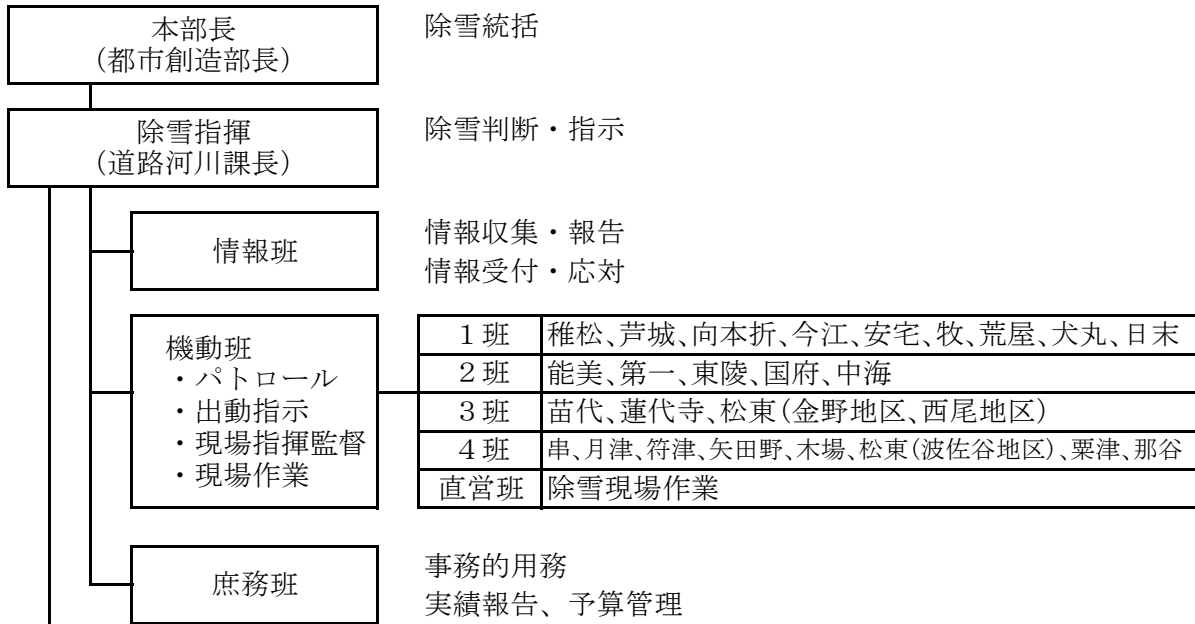 本部長
(都市創造部長)
除雪統括
除雪指揮
(道路河川課長)
除雪判断・指示
情報班
情報収集・報告
情報受付・応対
機動班
・パトロール
・出動指示
・現場指揮監督
・現場作業
1班 稚松、芦城、向本折、今江、安宅、牧、荒屋、犬丸、日末
2班 能美、第一、東陵、国府、中海
3班 苗代、蓮代寺、松東(金野地区、西尾地区)
4班 串、月津、符津、矢田野、木場、松東(波佐谷地区)、粟津、那谷
直営班 除雪現場作業
庶務班
事務的用務
実績報告、予算管理